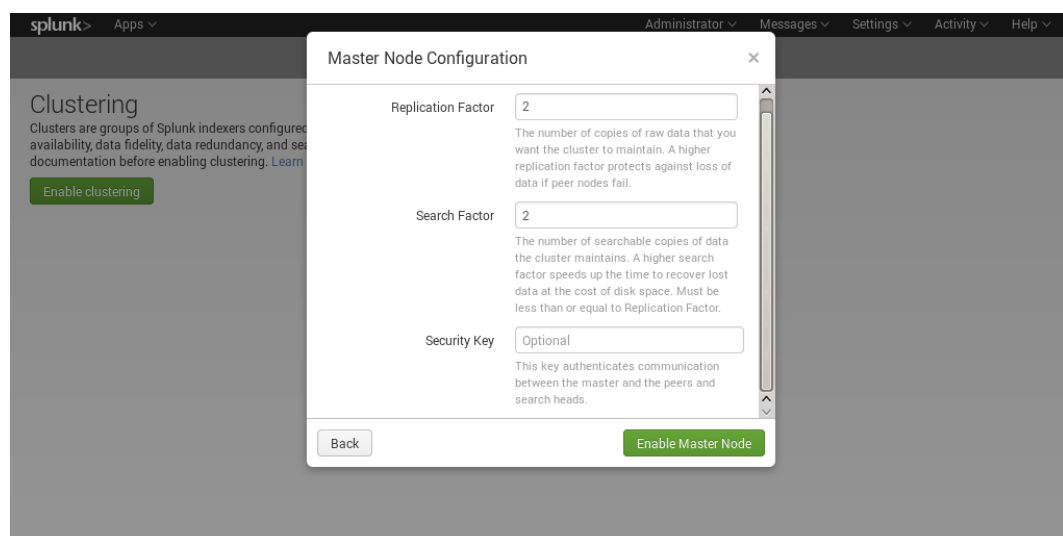 splunk> Apps Administrator Messages Settings Activity Help
Master Node Configuration ×
Clustering
Clusters are groups of Splunk indexers configured
availability, data fidelity, data redundancy, and sea
documentation before enabling clustering. Learn
Enable clustering
Replication Factor 2
The number of copies of raw data that you
want the cluster to maintain. A higher
replication factor protects against loss of
data if peer nodes fail.
Search Factor 2
The number of searchable copies of data
the cluster maintains. A higher search
factor speeds up the time to recover lost
data at the cost of disk space. Must be
less than or equal to Replication Factor.
Security Key Optional
This key authenticates communication
between the master and the peers and
search heads.
Back Enable Master Node